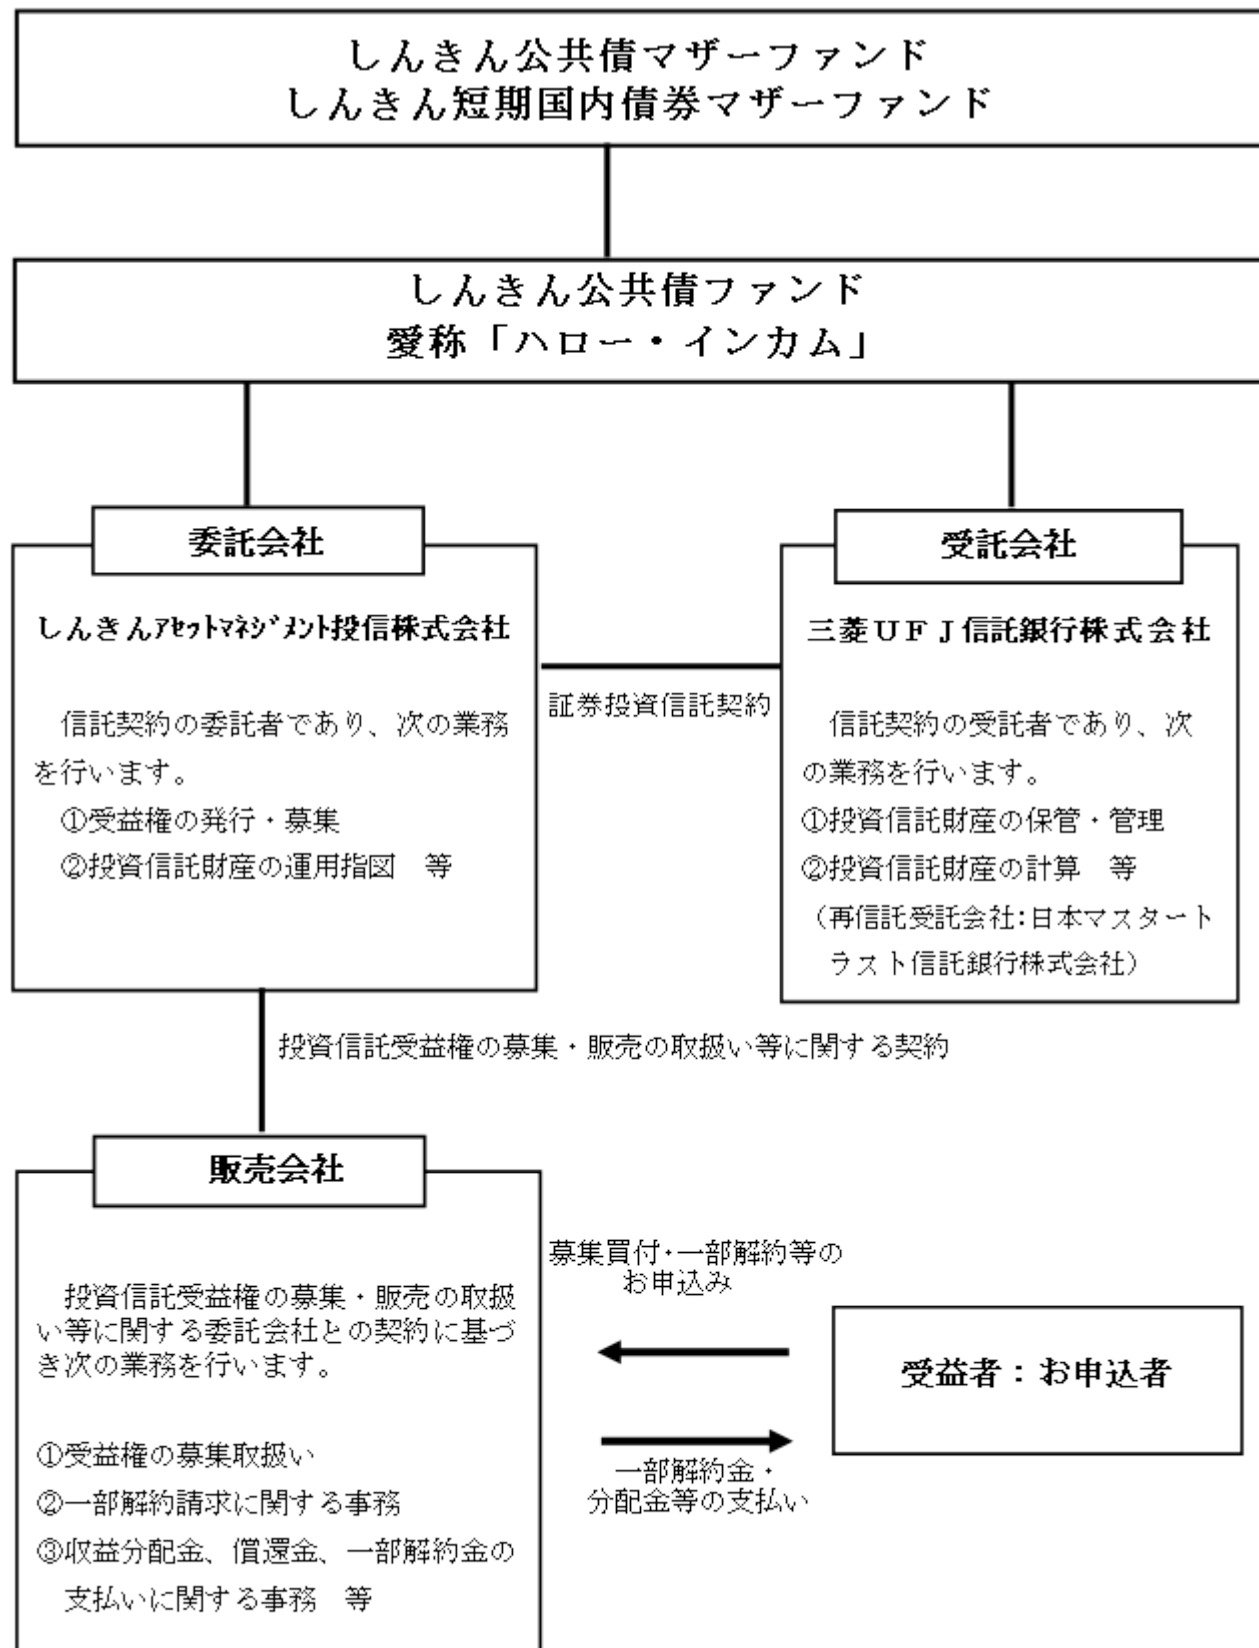 しんきん公共債マザーファンド
しんきん短期国内債券マザーファンド
しんきん公共債ファンド
愛称「ハロー・インカム」
委託会社
しんきんｱｾｯﾄﾏﾈｼﾞﾒﾝﾄ投信株式会社
信託契約の委託者であり、次の業務
を行います。
①受益権の発行・募集
②投資信託財産の運用指図　等
証券投資信託契約
受託会社
三菱ＵＦＪ信託銀行株式会社
信託契約の受託者であり、次
の業務を行います。
①投資信託財産の保管・管理
②投資信託財産の計算　等
（再信託受託会社：日本マスタート
ラスト信託銀行株式会社）
投資信託受益権の募集・販売の取扱い等に関する契約
販売会社
投資信託受益権の募集・販売の取扱
い等に関する委託会社との契約に基づ
き次の業務を行います。
①受益権の募集取扱い
②一部解約請求に関する事務
③収益分配金、償還金、一部解約金の
支払いに関する事務　等
募集買付・一部解約等の
お申込み
一部解約金・
分配金等の支払い
受益者：お申込者